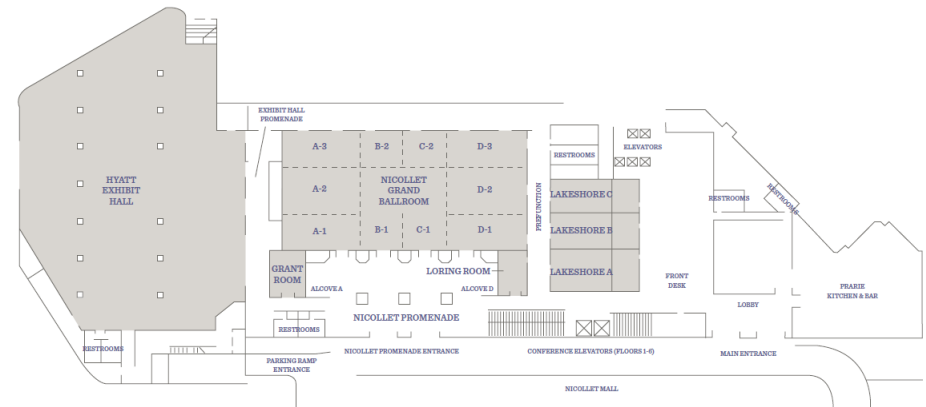 EXHIBIT HALL
PROMENADE
A-3
B-2
C-2
D-3
ELEVATORS
RESTROOMS
HYATT
EXHIBIT
HALL
A-2
NICOLLET
GRAND
BALLROOM
D-2
PREFUNCTION
LAKESHORE C
RESTROOMS
RESTROOMS
A-1
B-1
C-1
D-1
LAKESHORE B
GRANT
ROOM
LORING ROOM
LAKESHORE A
FRONT
DESK
ALCOVE A
ALCOVE D
PRARIE
KITCHEN & BAR
LOBBY
NICOLLET PROMENADE
RESTROOMS
RESTROOMS
NICOLLET PROMENADE ENTRANCE
CONFERENCE ELEVATORS (FLOORS 1-6)
MAIN ENTRANCE
PARKING RAMP
ENTRANCE
NICOLLET MALL